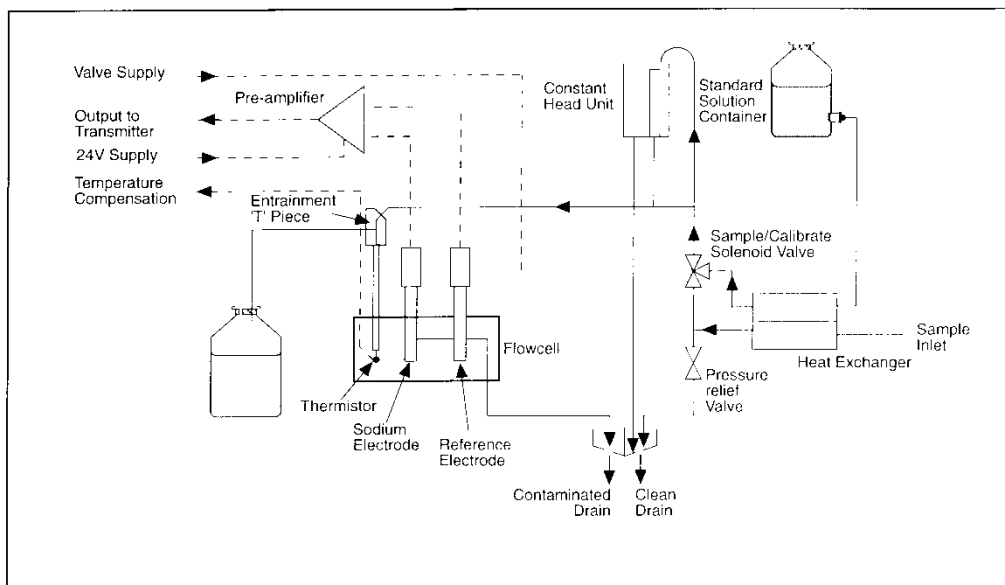 Valve Supply
Pre-amplifier
Output to
Transmitter
24V Supply
Temperature
Compensation
Entrainment
'T' Piece
Constant
Head Unit
Standard
Solution
Container
Sample/Calibrate
Solenoid Valve
Sample
Inlet
Heat Exchanger
Pressure
relief
Valve
Flowcell
Thermistor
Sodium
Electrode
Reference
Electrode
Contaminated
Drain
Clean
Drain